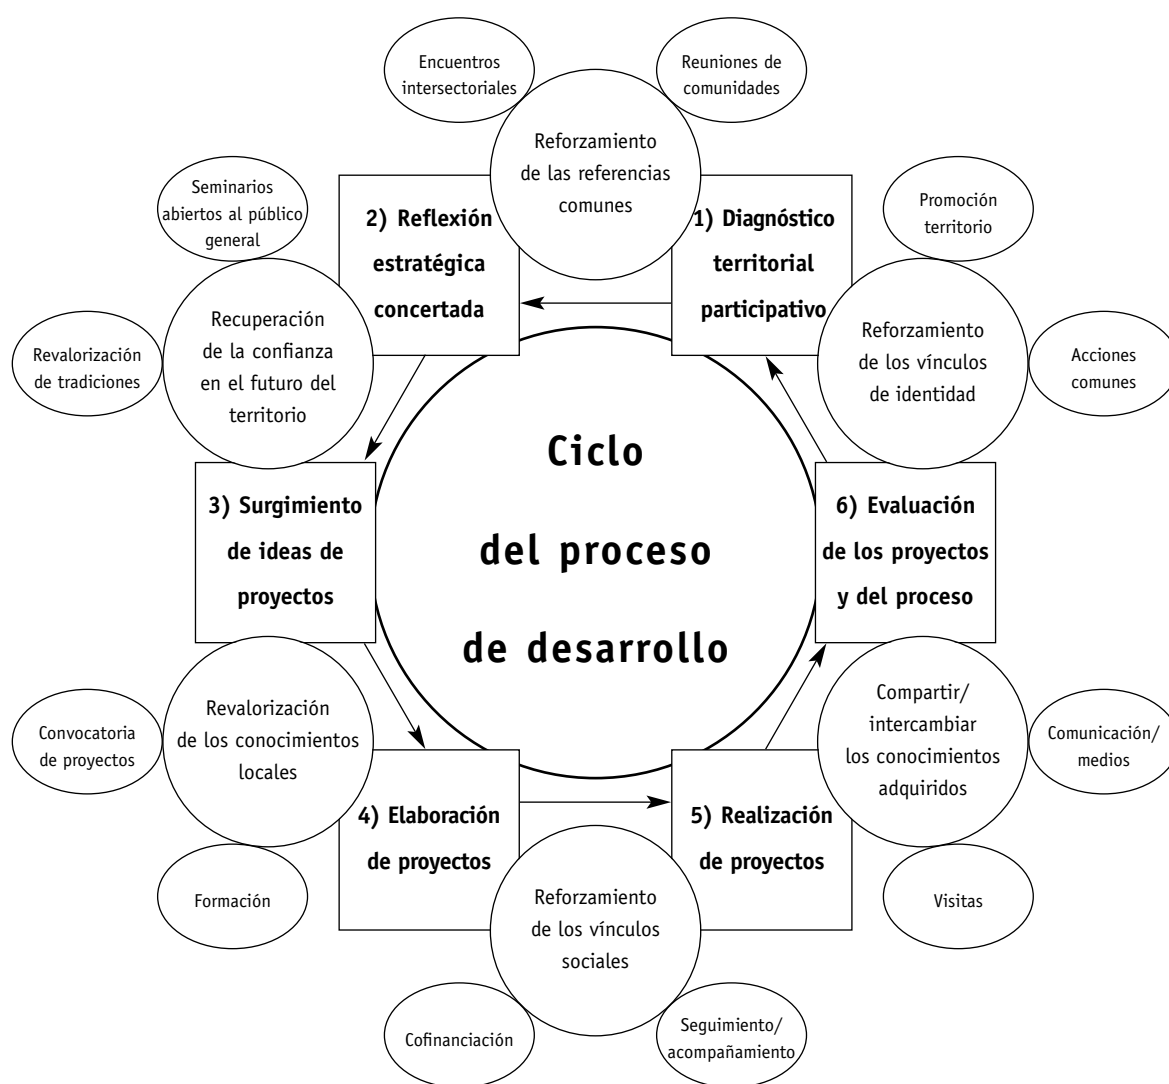 Encuentros
intersectoriales
Reuniones de
comunidades
Reforzamiento
de las referencias
comunes
Seminarios
abiertos al público
general
2) Reflexión
estratégica
concertada
1) Diagnóstico
territorial
participativo
Promoción
territorio
Recuperación
de la confianza
en el futuro del
territorio
Revalorización
de tradiciones
Reforzamiento
de los vínculos
de identidad
Acciones
comunes
Ciclo
del proceso
de desarrollo
3) Surgimiento
de ideas de
proyectos
6) Evaluación
de los proyectos
y del proceso
Revalorización
de los conocimientos
locales
Convocatoria
de proyectos
Compartir/
intercambiar
los conocimientos
adquiridos
Comunicación/
medios
4) Elaboración
de proyectos
5) Realización
de proyectos
Formación
Reforzamiento
de los vínculos
sociales
Visitas
Cofinanciación
Seguimiento/
acompañamiento